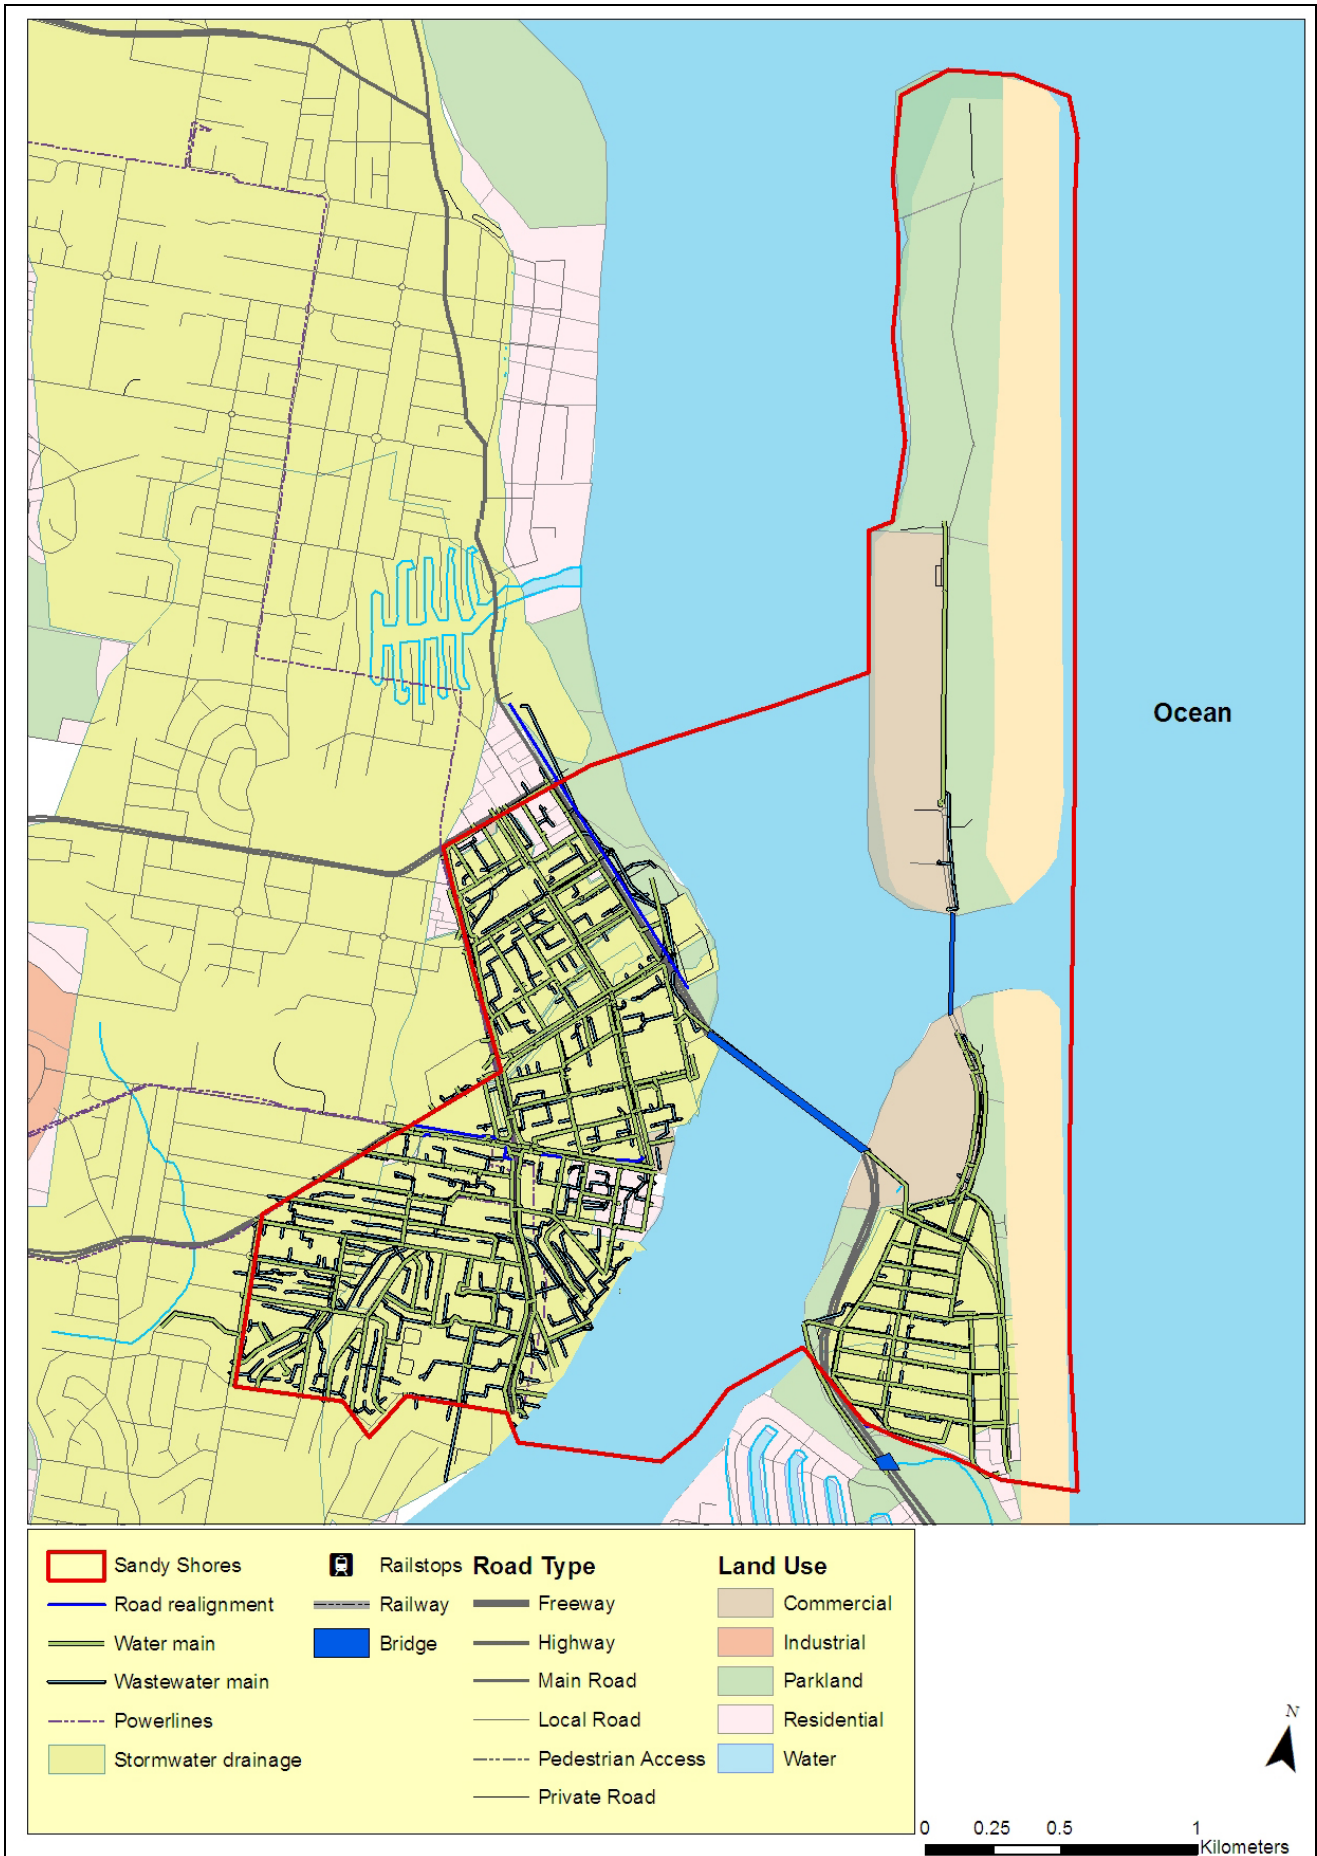 Ocean
Sandy Shores
Road realignment
Water main
Wastewater main
Powerlines
Stormwater drainage
Railstops
Railway
Bridge
Road Type
Freeway
Highway
Main Road
Local Road
Pedestrian Access
Private Road
Land Use
Commercial
Industrial
Parkland
Residential
Water
N
0 0.25 0.5 1
Kilometers